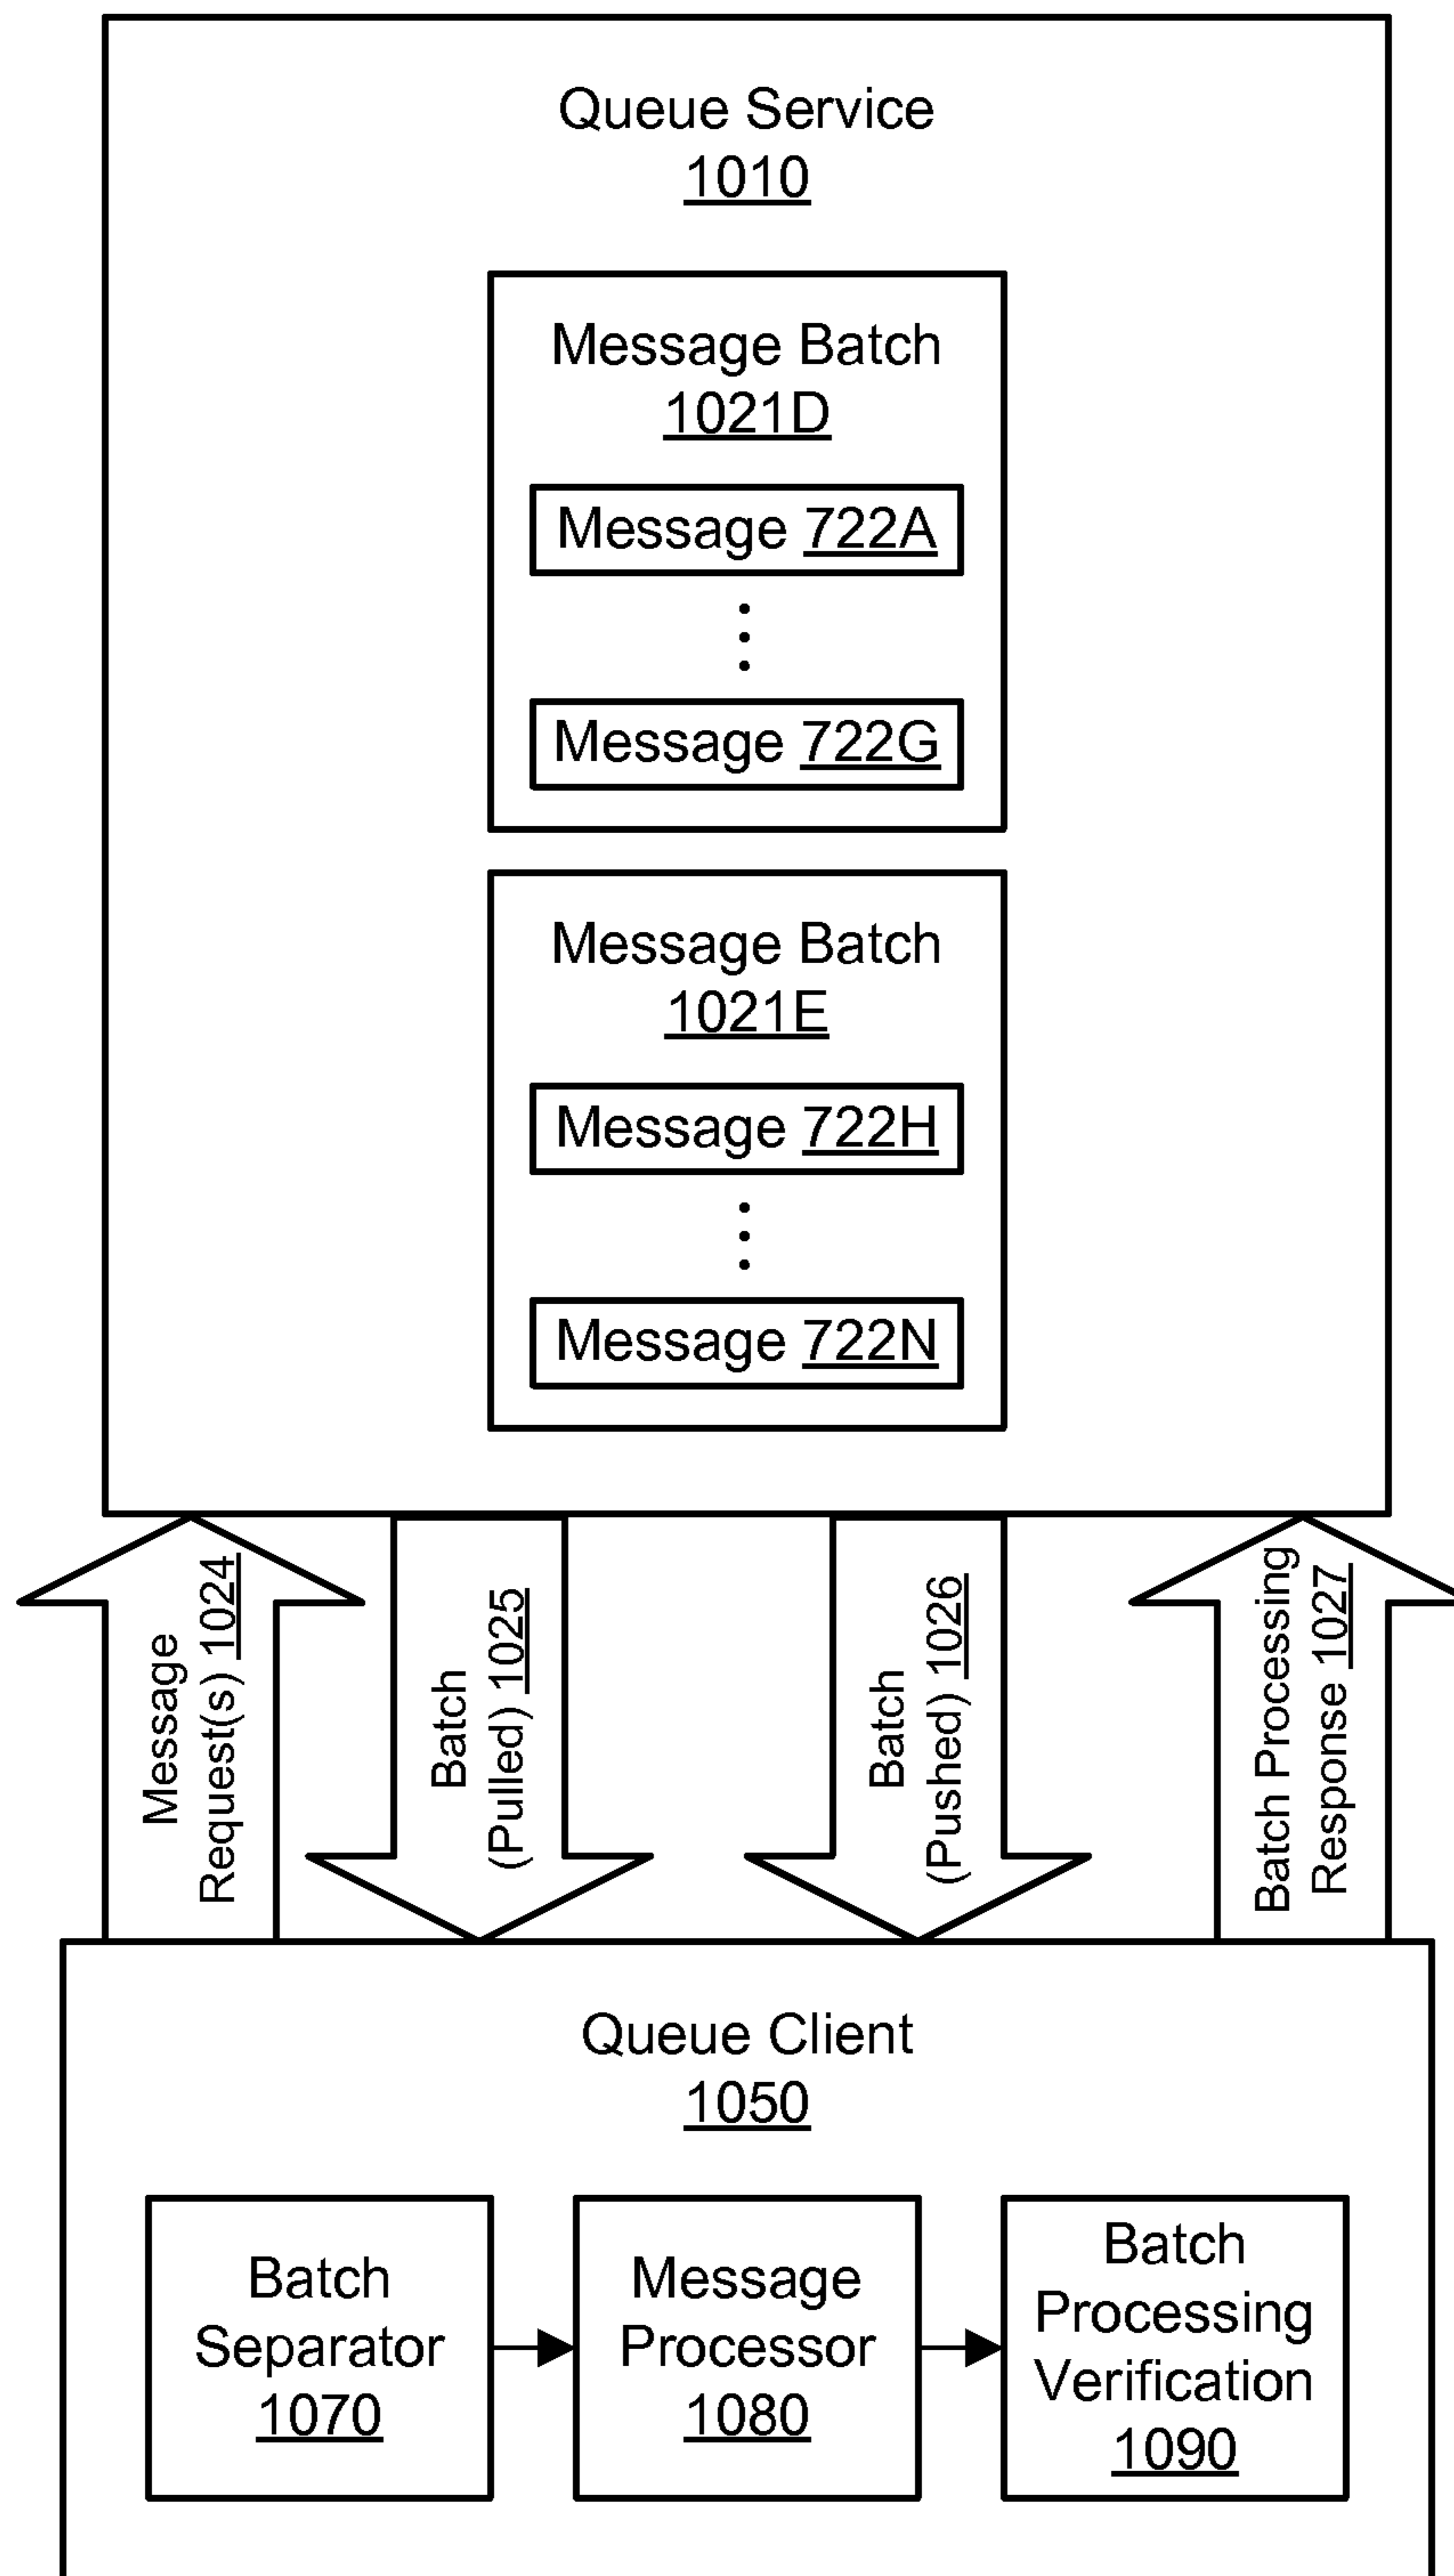 Queue Service
1010
Message Batch
1021D
Message 722A
Message 722G
Message Batch
1021E
Message 722H
Message 722N
Message
Request(s) 1024
Batch
(Pulled) 1025
Batch
(Pushed) 1026
Batch Processing
Response 1027
Queue Client
1050
Batch
Separator
1070
Message
Processor
1080
Batch
Processing
Verification
1090